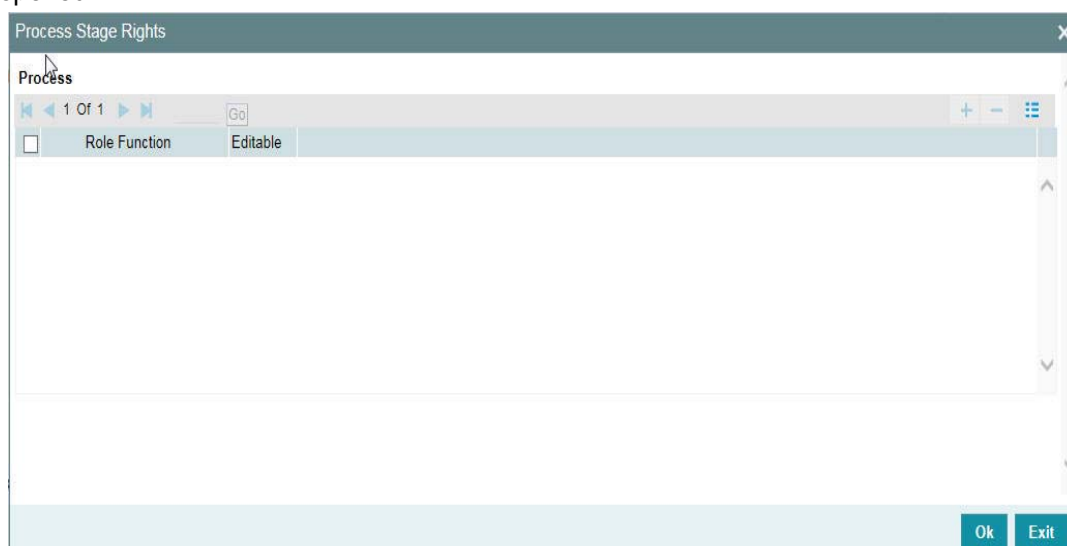 Process Stage Rights
Process
1 Of 1 Go
Role Function Editable
Ok Exit